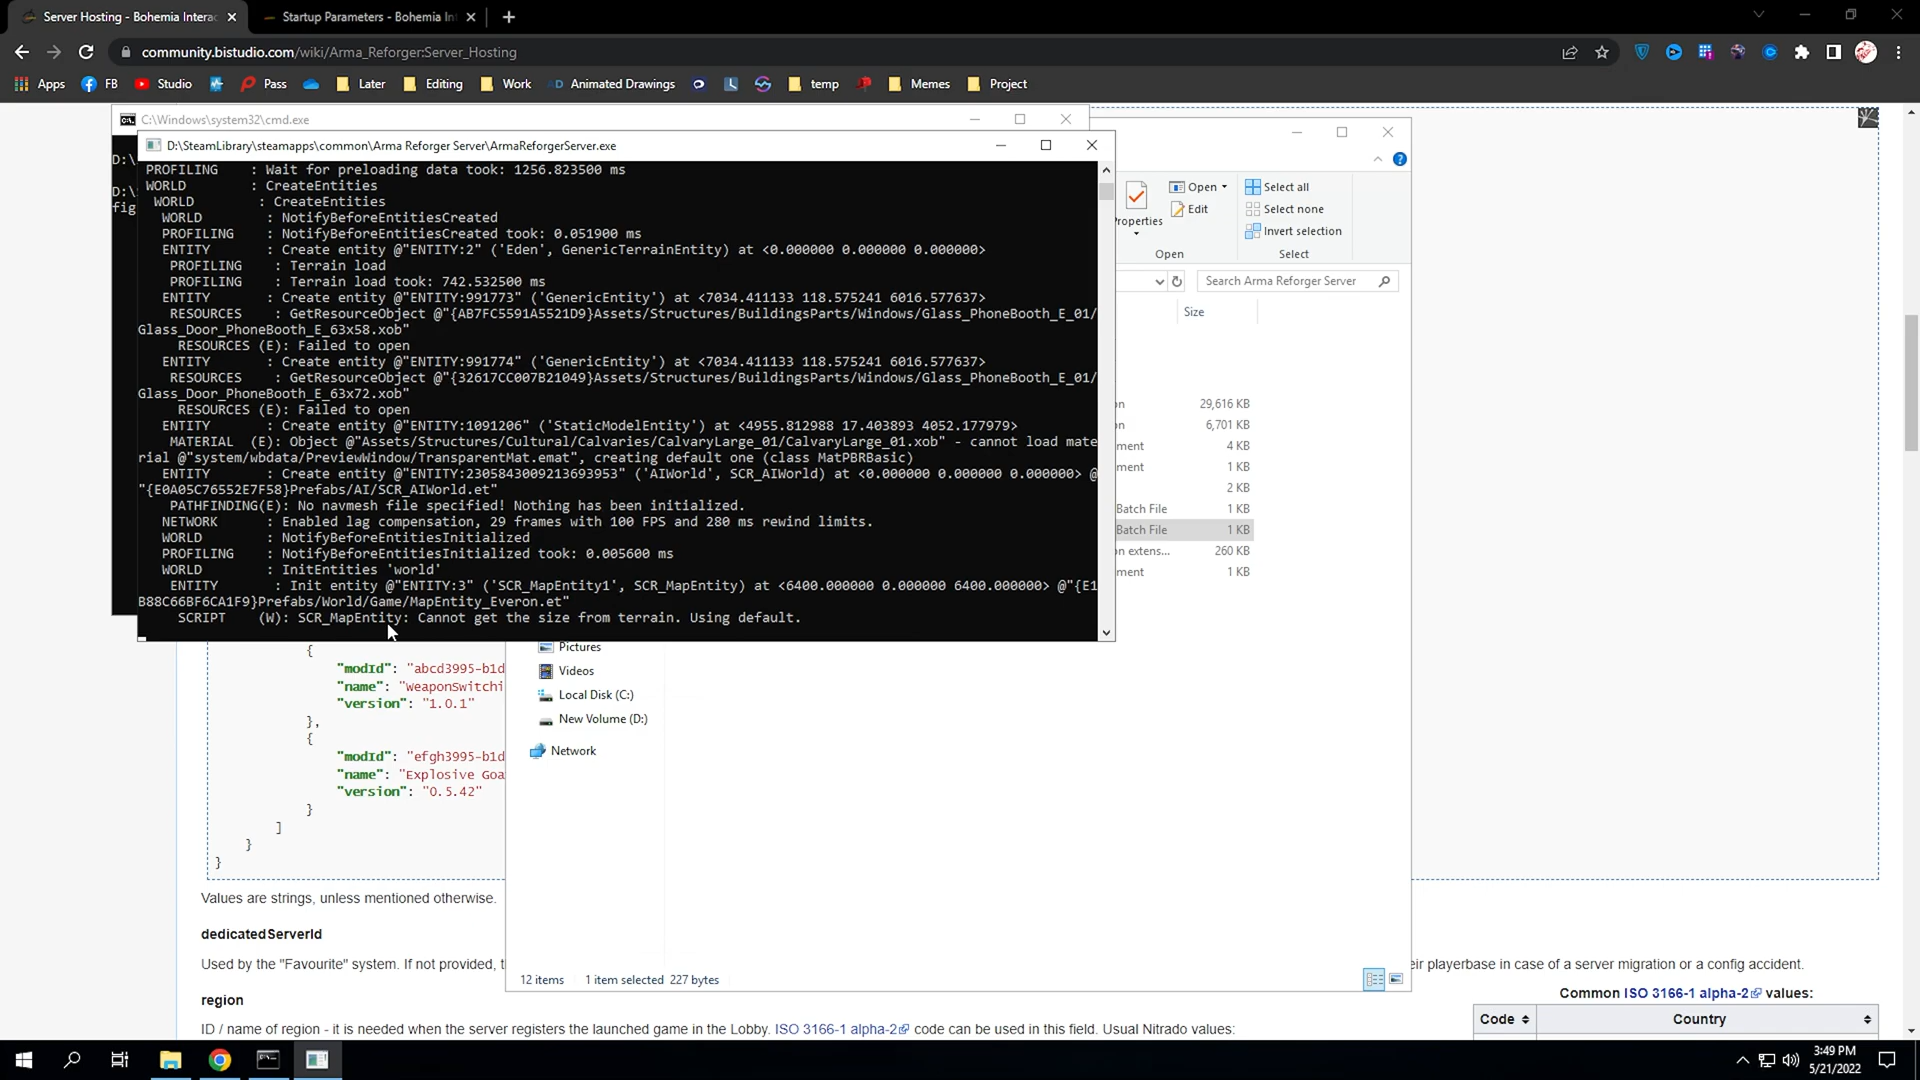 Server Hosting - Bohemia Intera
Startup Parameters - Bohemia In
community.bistudio.com/wiki/Arma_Reforger:Server_Hosting
Apps
FB
Studio
Pass
Later
Editing
Work
Animated Drawings
temp
Memes
Project
C:\Windows\system32\cmd.exe
D:\
D:\
fig
D:\SteamLibrary\steamapps\common\Arma Reforger Server\ArmaReforgerServer.exe
PROFILING : Wait for preloading data took: 1256.823500 ms
WORLD : CreateEntities
WORLD : CreateEntities
WORLD : NotifyBeforeEntitiesCreated
PROFILING : NotifyBeforeEntitiesCreated took: 0.051900 ms
ENTITY : Create entity @"ENTITY:2" ('Eden', GenericTerrainEntity) at <0.000000 0.000000 0.000000>
PROFILING : Terrain load
PROFILING : Terrain load took: 742.532500 ms
ENTITY : Create entity @"ENTITY:991773" ('GenericEntity') at <7034.411133 118.575241 6016.577637>
RESOURCES : GetResourceObject @"{AB7FC5591A5521D9}Assets/Structures/BuildingsParts/Windows/Glass_PhoneBooth_E_01/
Glass_Door_PhoneBooth_E_63x58.xob"
RESOURCES (E): Failed to open
ENTITY : Create entity @"ENTITY:991774" ('GenericEntity') at <7034.411133 118.575241 6016.577637>
RESOURCES : GetResourceObject @"{32617CC007B21049}Assets/Structures/BuildingsParts/Windows/Glass_PhoneBooth_E_01/
Glass_Door_PhoneBooth_E_63x72.xob"
RESOURCES (E): Failed to open
ENTITY : Create entity @"ENTITY:1091206" ('StaticModelEntity') at <4955.812988 17.403893 4052.177979>
MATERIAL (E): Object @"Assets/Structures/Cultural/Calvaries/CalvaryLarge_01/CalvaryLarge_01.xob" - cannot load mate
rial @"system/wbdata/PreviewWindow/TransparentMat.emat", creating default one (class MatPBRBasic)
ENTITY : Create entity @"ENTITY:2305843009213693953" ('AIWorld', SCR_AIWorld) at <0.000000 0.000000 0.000000> @
"{E0A05C76552E7F58}Prefabs/AI/SCR_AIWorld.et"
PATHFINDING(E): No navmesh file specified! Nothing has been initialized.
NETWORK : Enabled lag compensation, 29 frames with 100 FPS and 280 ms rewind limits.
WORLD : NotifyBeforeEntitiesInitialized
PROFILING : NotifyBeforeEntitiesInitialized took: 0.005600 ms
WORLD : InitEntities 'world'
ENTITY : Init entity @"ENTITY:3" ('SCR_MapEntity1', SCR_MapEntity) at <6400.000000 0.000000 6400.000000> @"{E1
B88C66BF6CA1F9}Prefabs/World/Game/MapEntity_Everon.et"
SCRIPT (W): SCR_MapEntity: Cannot get the size from terrain. Using default.
Open
Select all
Edit
Select none
roperties
Invert selection
Open
Select
Search Arma Reforger Server
Size
on 29,616 KB
on 6,701 KB
ment 4 KB
ment 1 KB
2 KB
Batch File 1 KB
Batch File 1 KB
on extens... 260 KB
ment 1 KB
Pictures
Videos
Local Disk (C:)
New Volume (D:)
Network
12 items 1 item selected 227 bytes
{
"modId": "abcd3995-b1d
"name": "WeaponSwitchi
"version": "1.0.1"
},
{
"modId": "efgh3995-b1d
"name": "Explosive Goa
"version": "0.5.42"
}
]
}
}
Values are strings, unless mentioned otherwise.
dedicatedServerId
Used by the "Favourite" system. If not provided, t
eir playerbase in case of a server migration or a config accident.
region
Common ISO 3166-1 alpha-2 values:
Code Country
ID / name of region - it is needed when the server registers the launched game in the Lobby. ISO 3166-1 alpha-2 code can be used in this field. Usual Nitrado values:
3:49 PM
5/21/2022